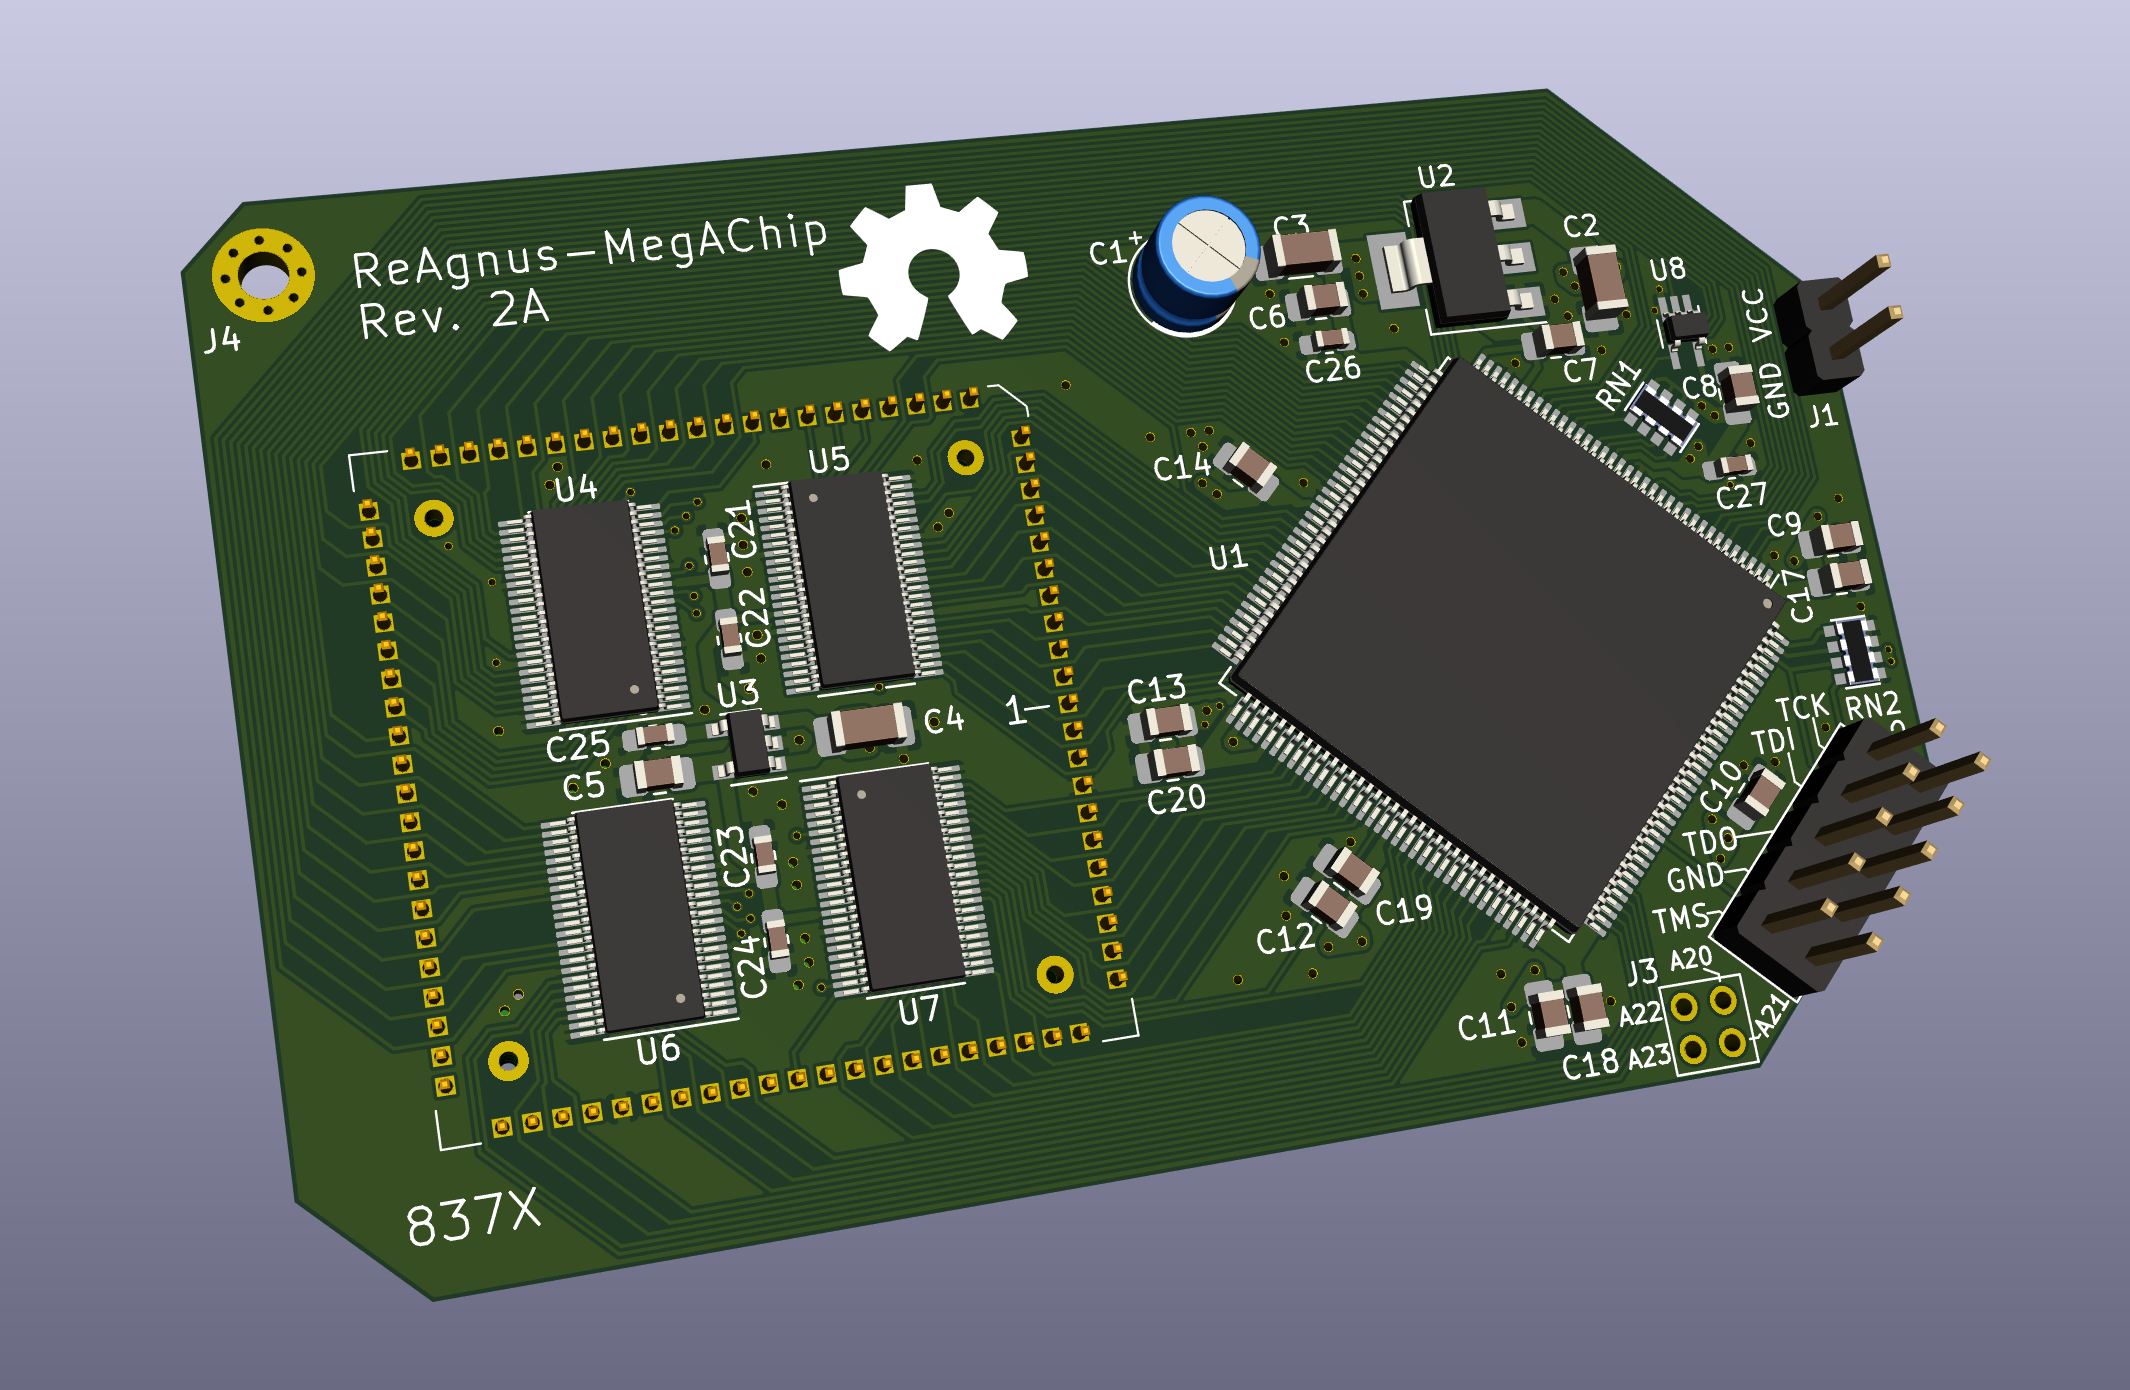 ReAgnus-MegAChip
Rev. 2A
J4
C1+
C3
U2
C2
U8
VCC
GND
J1
C6
C26
C7
RN1
C8
C27
C9
C17
U4
U5
C21
C22
C14
U1
U3
C4
1
C13
C20
C25
C5
TCK
RN2
TDI
C10
TDO
GND
TMS
C23
C24
U6
U7
C12
C19
C11
C18
J3
A20
A22
A21
A23
837X